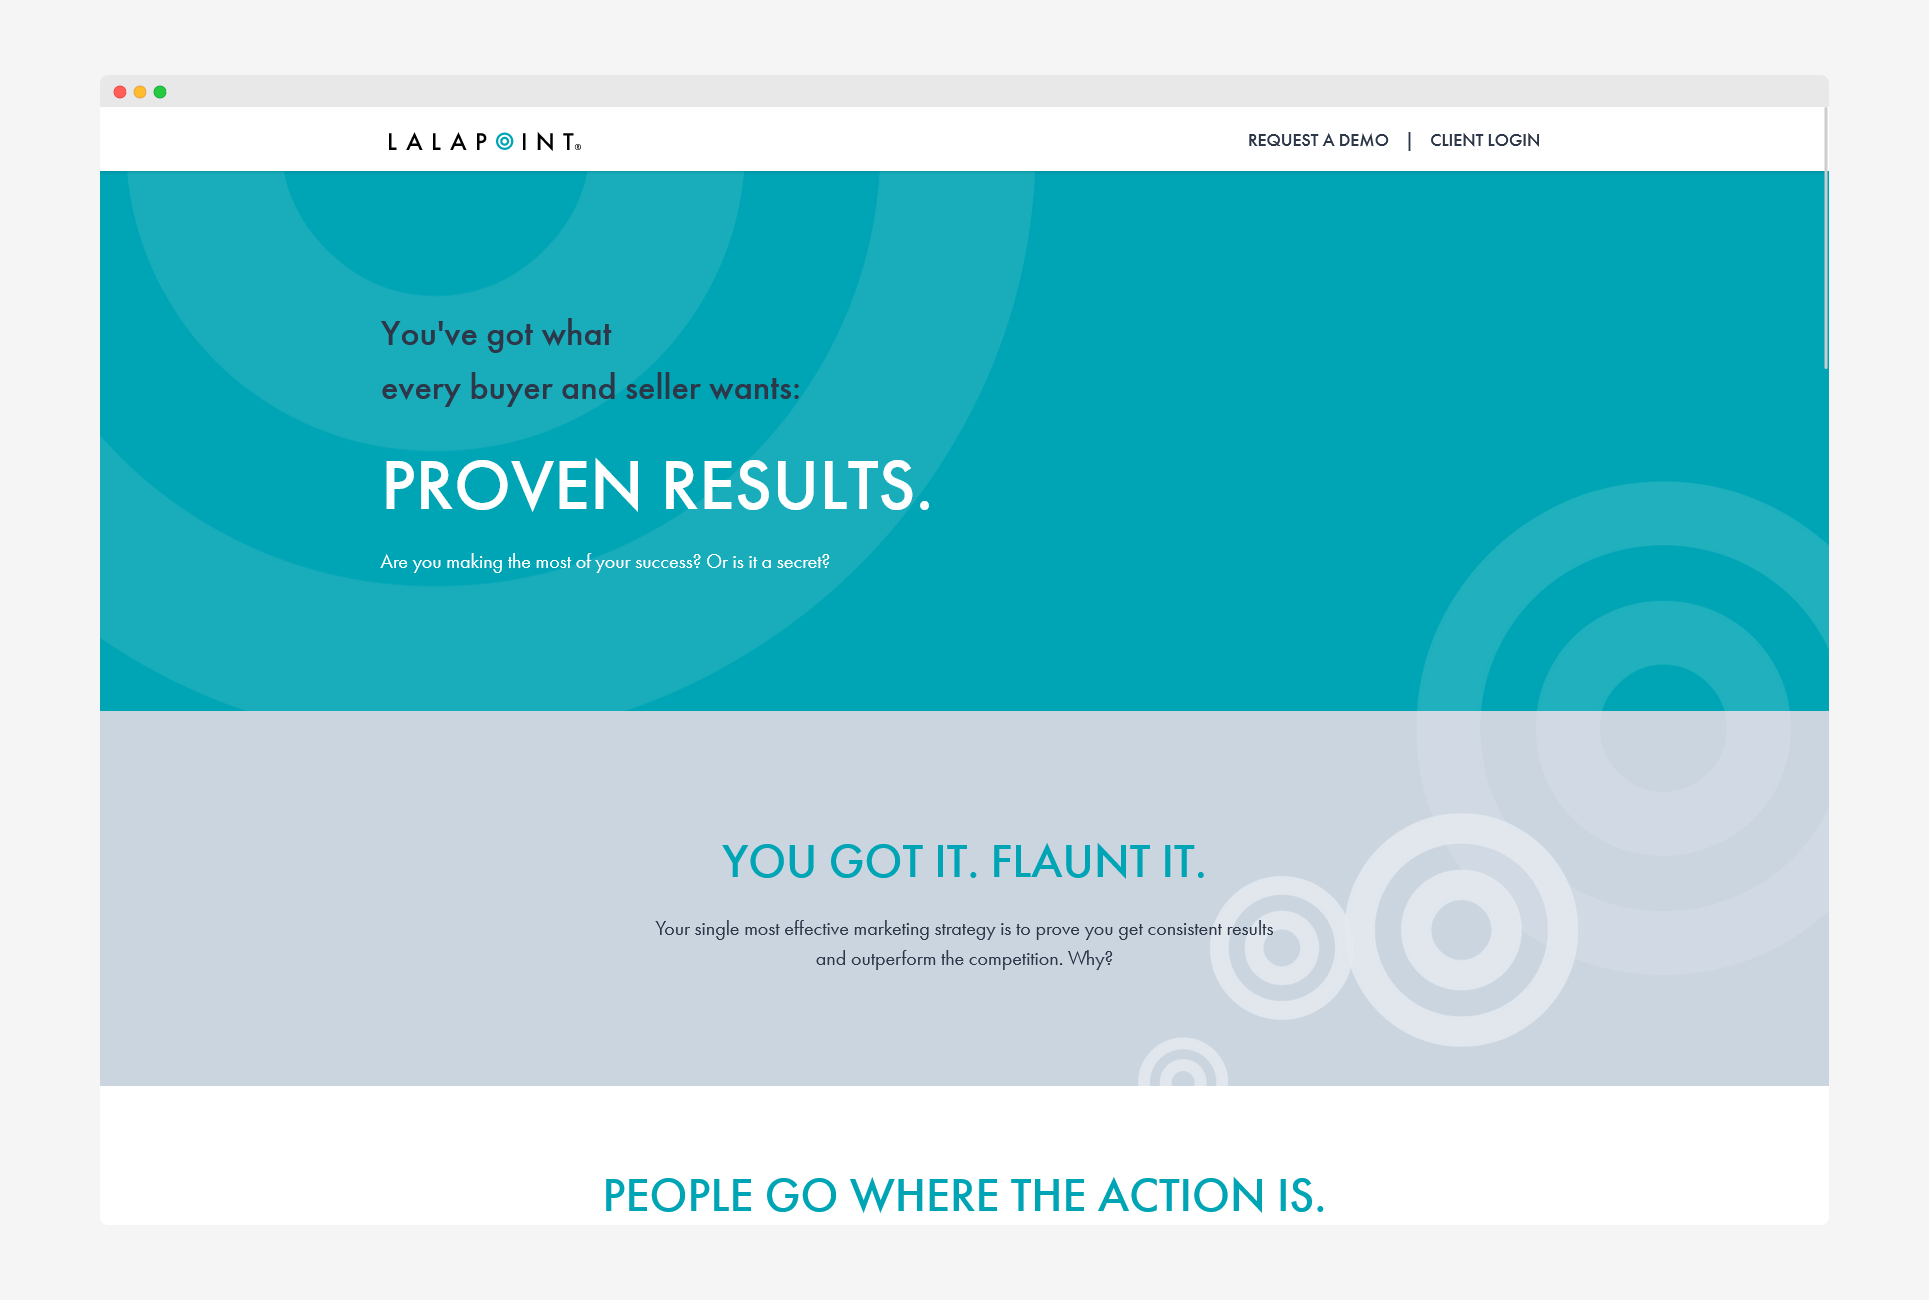 LALAPOINT®
REQUEST A DEMO | CLIENT LOGIN
You've got what
every buyer and seller wants:
PROVEN RESULTS.
Are you making the most of your success? Or is it a secret?
YOU GOT IT. FLAUNT IT.
Your single most effective marketing strategy is to prove you get consistent results
and outperform the competition. Why?
PEOPLE GO WHERE THE ACTION IS.